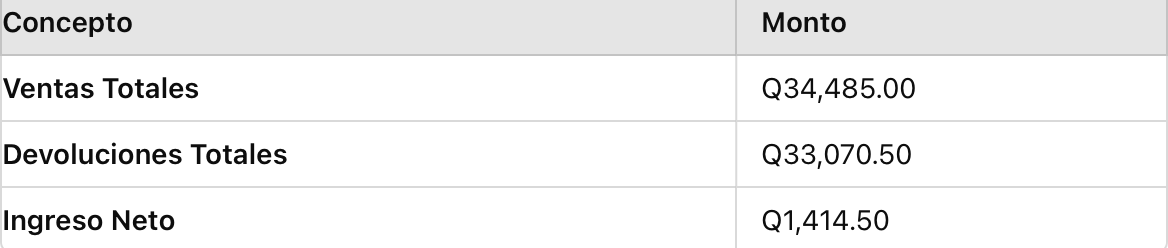 Concepto Monto
Ventas Totales Q34,485.00
Devoluciones Totales Q33,070.50
Ingreso Neto Q1,414.50